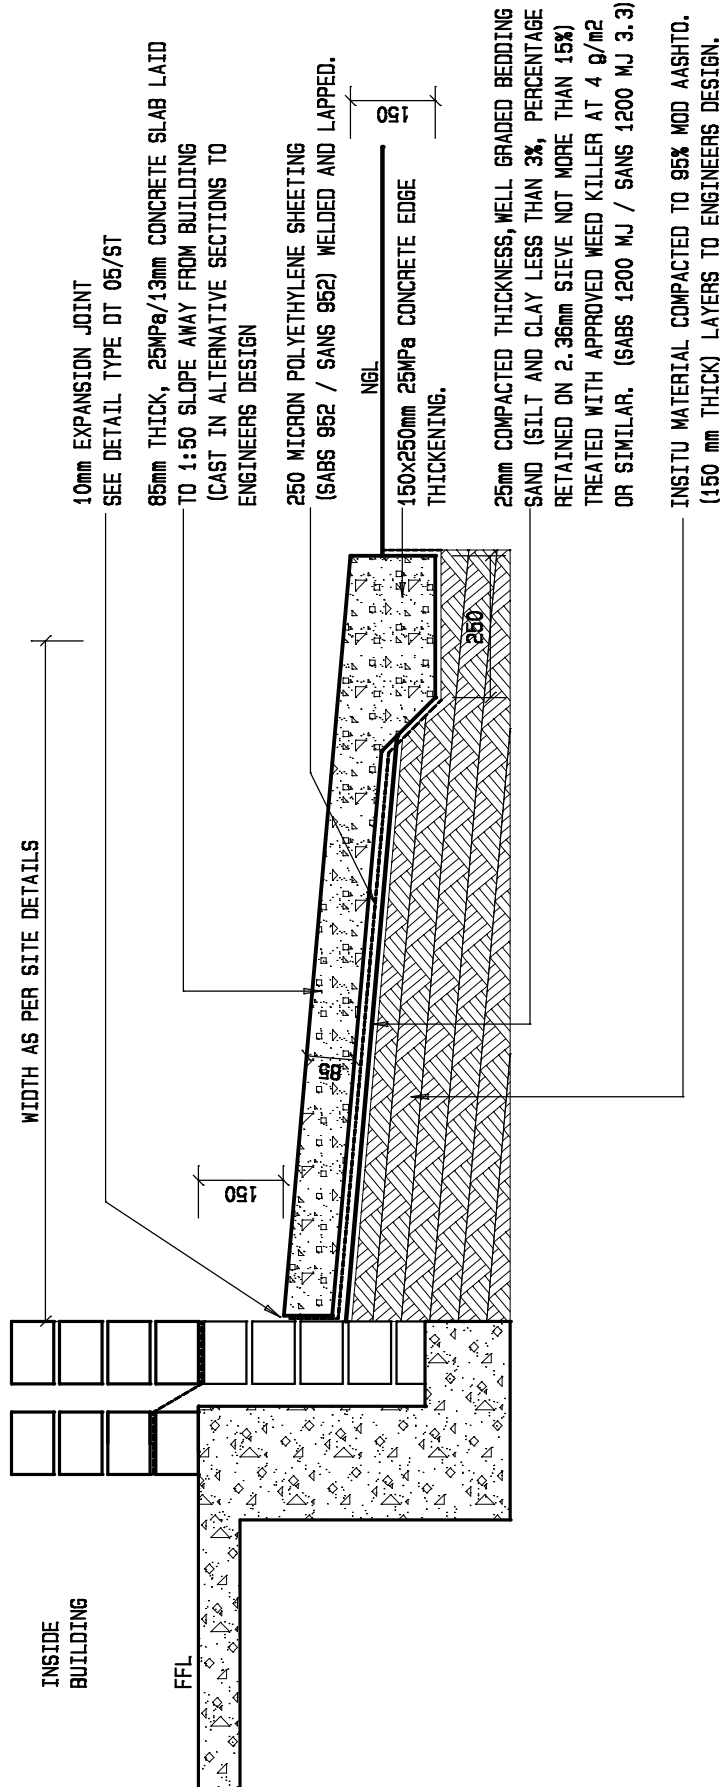 INSIDE
BUILDING
FFL
WIDTH AS PER SITE DETAILS
10mm EXPANSION JOINT
SEE DETAIL TYPE DT 05/ST
85mm THICK, 25MPa/13mm CONCRETE SLAB LAID
TO 1:50 SLOPE AWAY FROM BUILDING
(CAST IN ALTERNATIVE SECTIONS TO
ENGINEERS DESIGN
250 MICRON POLYETHYLENE SHEETING
(SABS 952 / SANS 952) WELDED AND LAPPED.
NGL
150x250mm 25MPa CONCRETE EDGE
THICKENING.
25mm COMPACTED THICKNESS, WELL GRADED BEDDING
SAND (SILT AND CLAY LESS THAN 3%, PERCENTAGE
RETAINED ON 2.36mm SIEVE NOT MORE THAN 15%)
TREATED WITH APPROVED WEED KILLER AT 4 g/m2
OR SIMILAR. (SABS 1200 MJ / SANS 1200 MJ 3.3)
INSITU MATERIAL COMPACTED TO 95% MOD AASHTO.
(150 mm THICK) LAYERS TO ENGINEERS DESIGN.
150
85
250
150